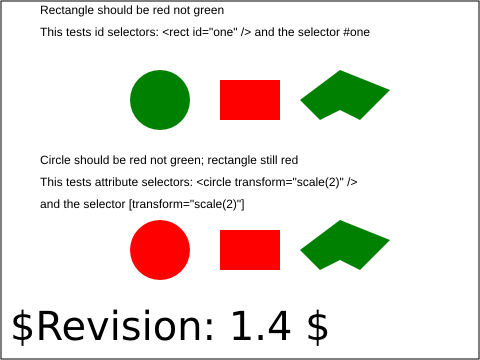 Rectangle should be red not green
This tests id selectors: <rect id="one" /> and the selector #one
Circle should be red not green; rectangle still red
This tests attribute selectors: <circle transform="scale(2)" />
and the selector [transform="scale(2)"]
$Revision: 1.4 $